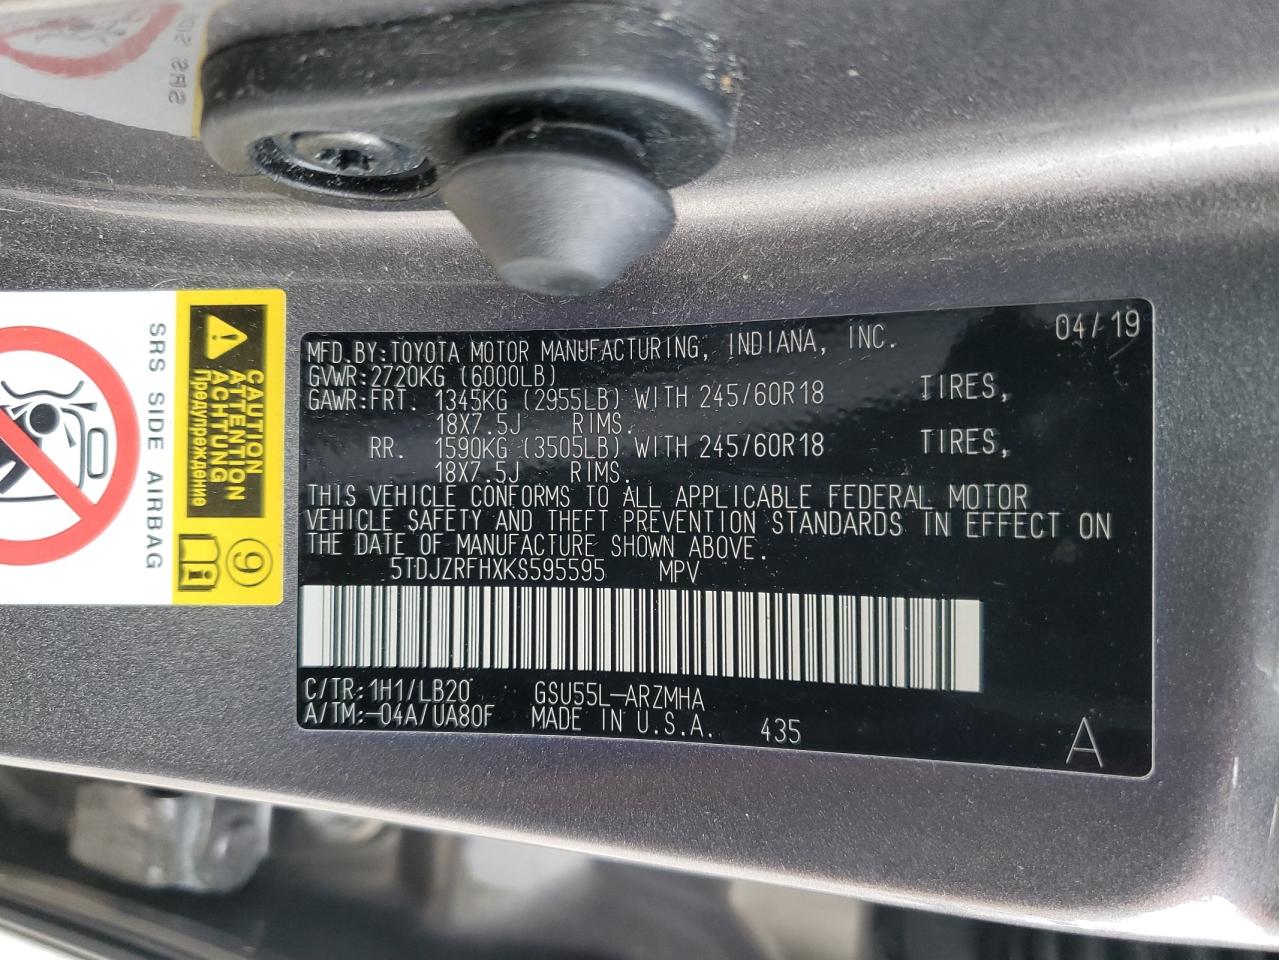 SRS SID
MFD.BY:TOYOTA MOTOR MANUFACTURING, INDIANA, INC. 04/19
GVWR:2720KG (6000LB)
GAWR:FRT. 1345KG (2955LB) WITH 245/60R18 TIRES,
18X7.5J RIMS.
RR. 1590KG (3505LB) WITH 245/60R18 TIRES,
18X7.5J RIMS.
THIS VEHICLE CONFORMS TO ALL APPLICABLE FEDERAL MOTOR
VEHICLE SAFETY AND THEFT PREVENTION STANDARDS IN EFFECT ON
THE DATE OF MANUFACTURE SHOWN ABOVE.
5TDJZRFHXKS595595 MPV
C/TR:1H1/LB20 GSU55L-ARZMHA
A/TM:-04A/UA80F MADE IN U.S.A. 435
A
CAUTION
ATTENTION
ACHTUNG
Предупреждение
9
SRS SIDE AIRBAG